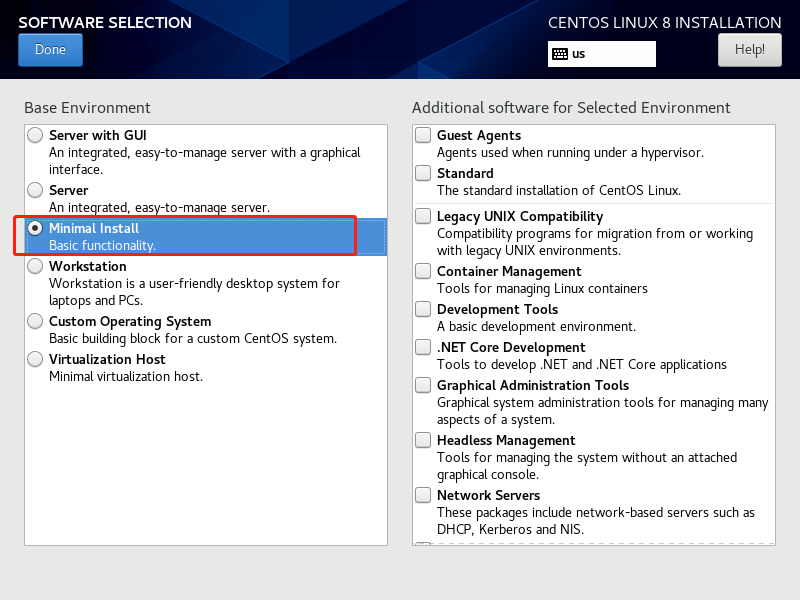 SOFTWARE SELECTION
CENTOS LINUX 8 INSTALLATION
Done
us
Help!
Base Environment
Server with GUI
An integrated, easy-to-manage server with a graphical
interface.
Server
An integrated, easy-to-manage server.
Minimal Install
Basic functionality.
Workstation
Workstation is a user-friendly desktop system for
laptops and PCs.
Custom Operating System
Basic building block for a custom CentOS system.
Virtualization Host
Minimal virtualization host.
Additional software for Selected Environment
Guest Agents
Agents used when running under a hypervisor.
Standard
The standard installation of CentOS Linux.
Legacy UNIX Compatibility
Compatibility programs for migration from or working
with legacy UNIX environments.
Container Management
Tools for managing Linux containers
Development Tools
A basic development environment.
.NET Core Development
Tools to develop .NET and .NET Core applications
Graphical Administration Tools
Graphical system administration tools for managing many
aspects of a system.
Headless Management
Tools for managing the system without an attached
graphical console.
Network Servers
These packages include network-based servers such as
DHCP, Kerberos and NIS.